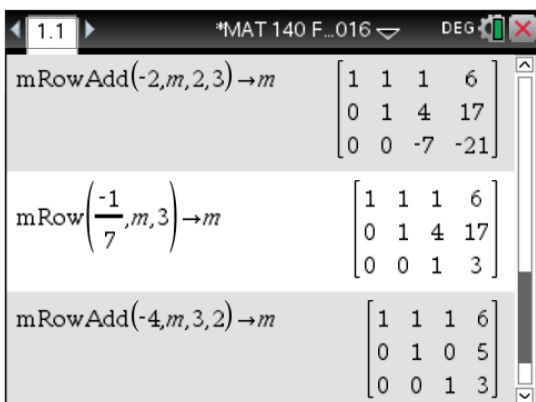 1.1 *MAT 140 F...016 DEG
mRowAdd(-2,m,2,3)→m [1 1 1 6
0 1 4 17
0 0 -7 -21]
mRow(-1/7,m,3)→m [1 1 1 6
0 1 4 17
0 0 1 3]
mRowAdd(-4,m,3,2)→m [1 1 1 6
0 1 0 5
0 0 1 3]